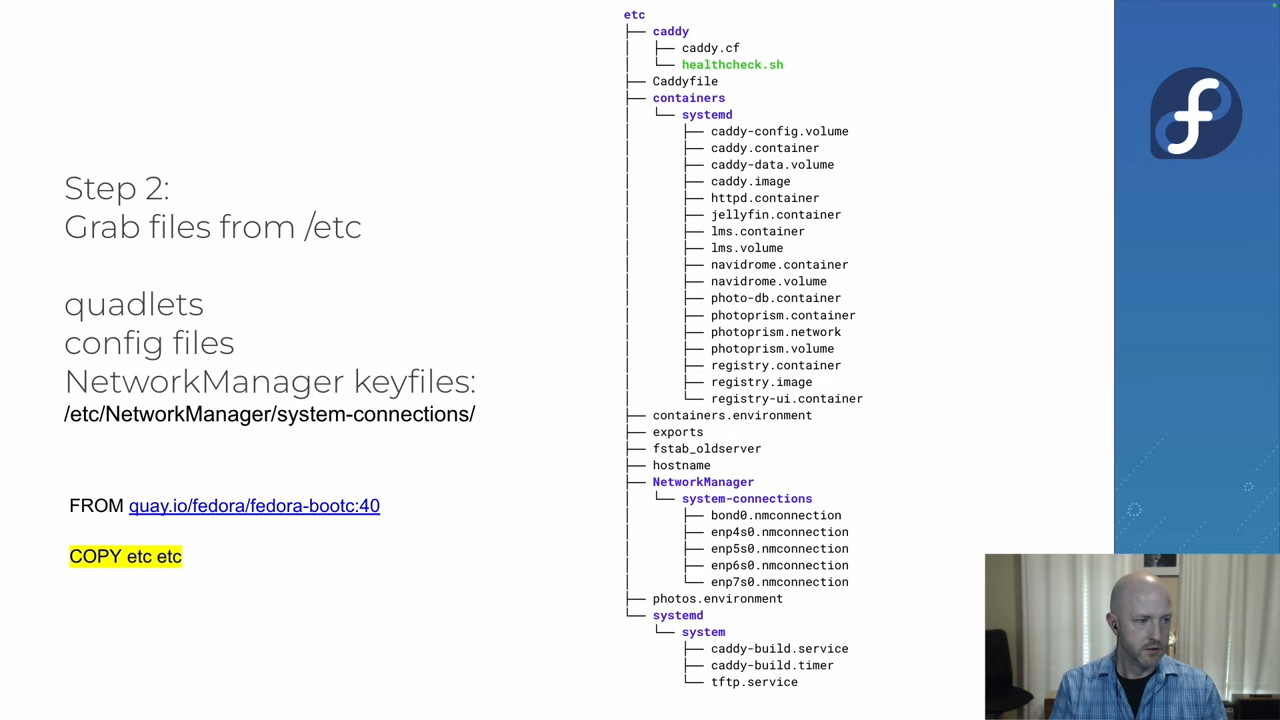 Step 2:
Grab files from /etc
quadlets
config files
NetworkManager keyfiles:
/etc/NetworkManager/system-connections/
FROM quay.io/fedora/fedora-bootc:40
COPY etc etc
etc
├── caddy
│   ├── caddy.cf
│   └── healthcheck.sh
├── Caddyfile
├── containers
│   └── systemd
│       ├── caddy-config.volume
│       ├── caddy.container
│       ├── caddy-data.volume
│       ├── caddy.image
│       ├── httpd.container
│       ├── jellyfin.container
│       ├── lms.container
│       ├── lms.volume
│       ├── navidrome.container
│       ├── navidrome.volume
│       ├── photo-db.container
│       ├── photoprism.container
│       ├── photoprism.network
│       ├── photoprism.volume
│       ├── registry.container
│       ├── registry.image
│       └── registry-ui.container
├── containers.environment
├── exports
├── fstab_oldserver
├── hostname
├── NetworkManager
│   └── system-connections
│       ├── bond0.nmconnection
│       ├── enp4s0.nmconnection
│       ├── enp5s0.nmconnection
│       ├── enp6s0.nmconnection
│       └── enp7s0.nmconnection
├── photos.environment
└── systemd
    └── system
        ├── caddy-build.service
        ├── caddy-build.timer
        └── tftp.service